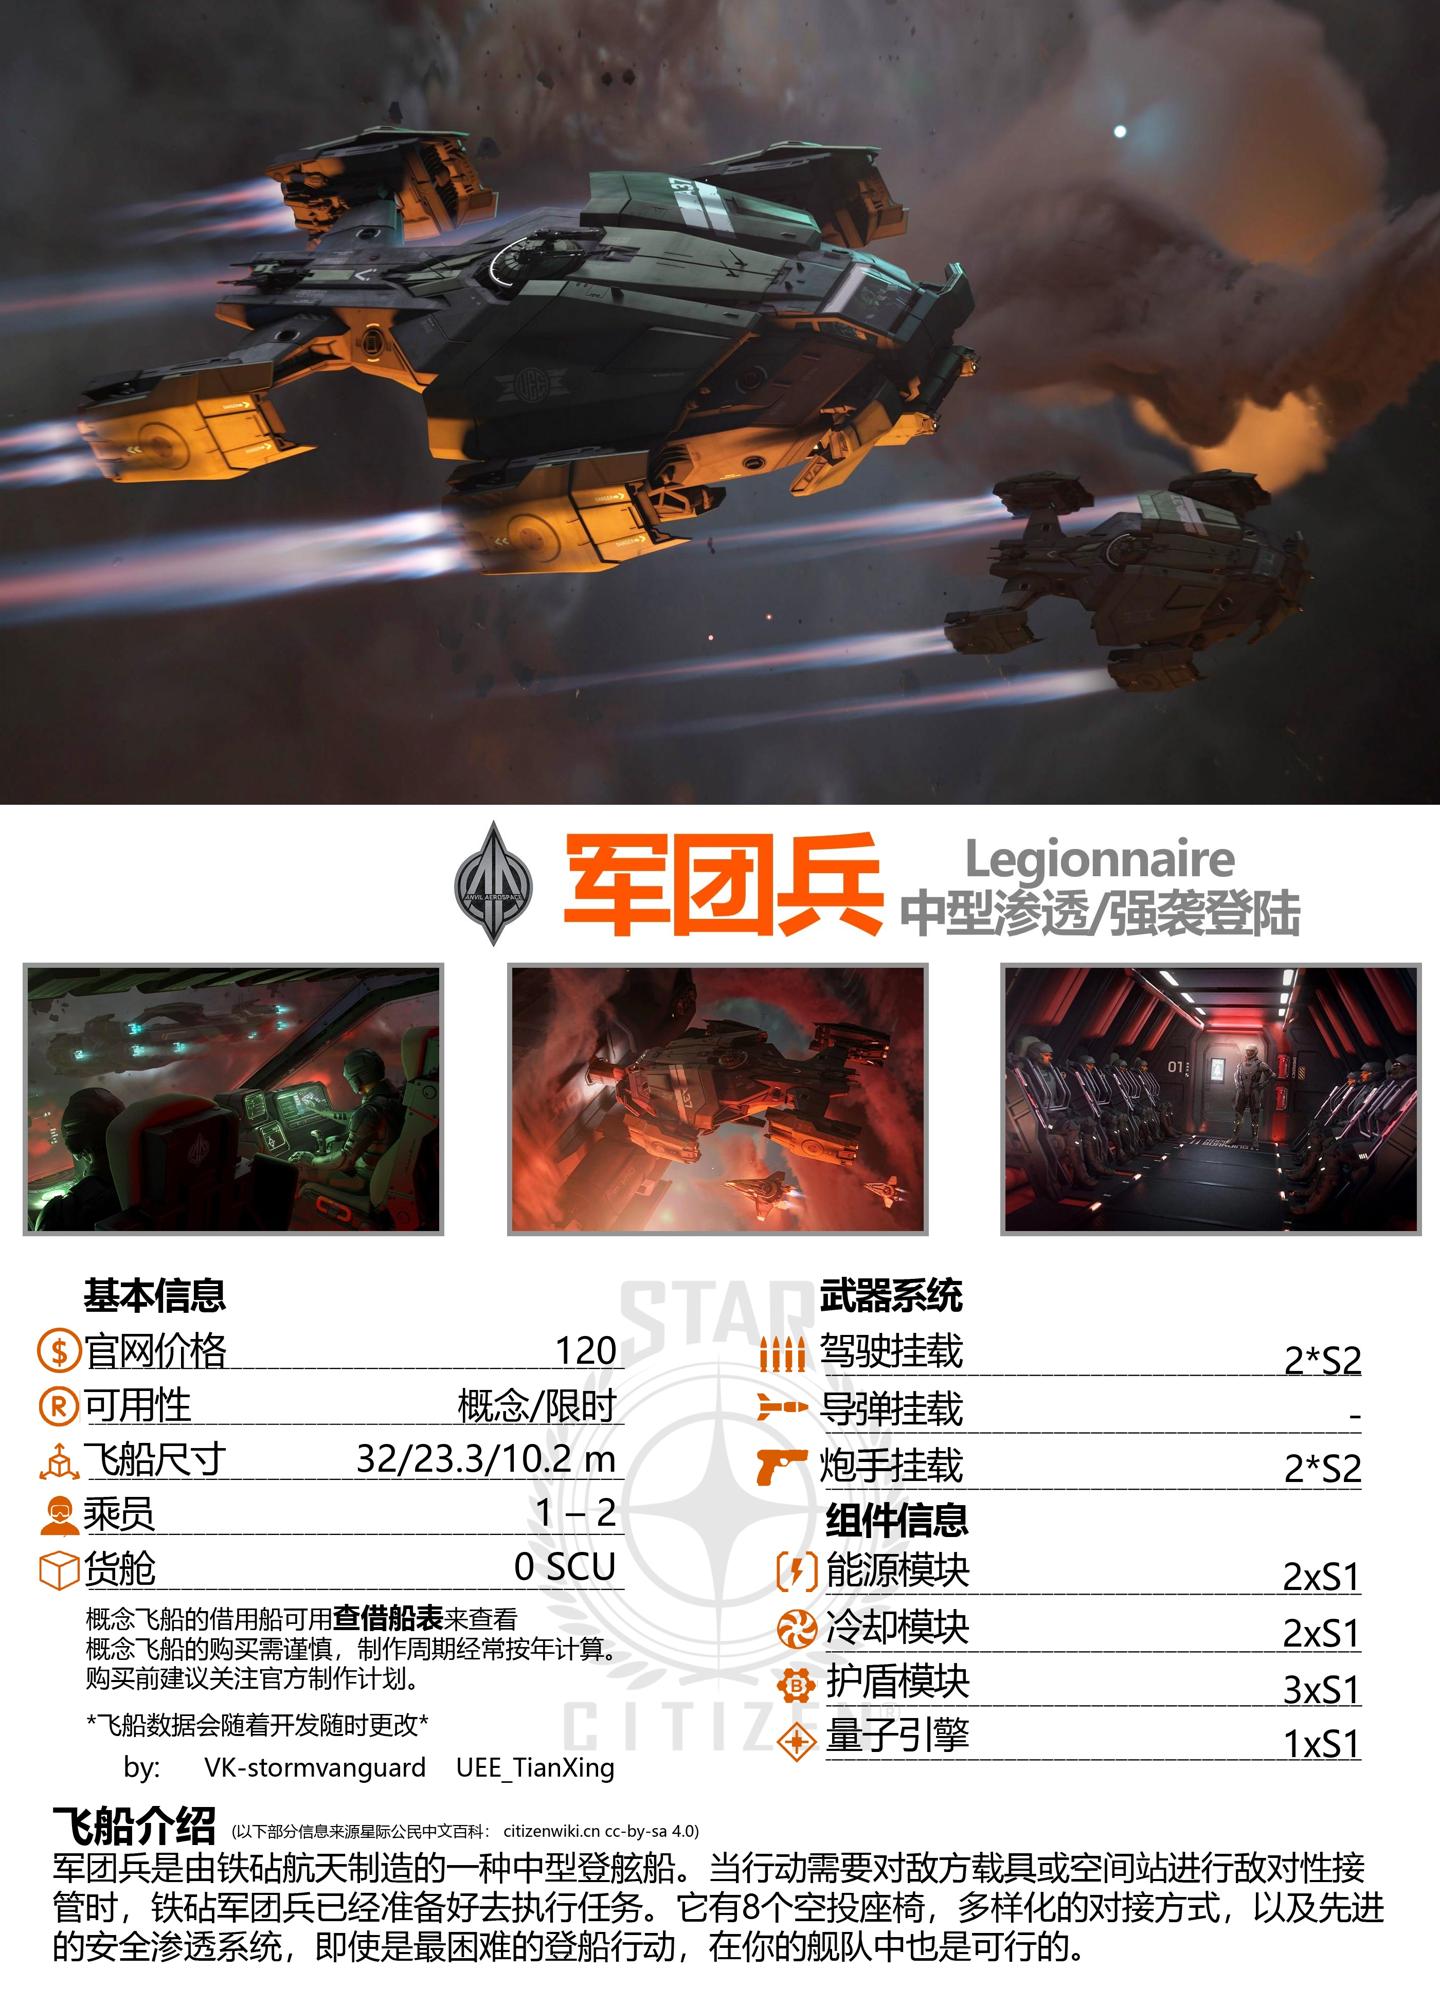 A37
ANVIL AEROSPACE
军团兵
Legionnaire
中型渗透/强袭登陆
01
STAR
CITIZEN
基本信息
官网价格 120
可用性 概念/限时
飞船尺寸 32/23.3/10.2 m
乘员 1 – 2
货舱 0 SCU
概念飞船的借用船可用查借船表来查看
概念飞船的购买需谨慎，制作周期经常按年计算。
购买前建议关注官方制作计划。
*飞船数据会随着开发随时更改*
by: VK-stormvanguard UEE_TianXing
武器系统
驾驶挂载 2*S2
导弹挂载 -
炮手挂载 2*S2
组件信息
能源模块 2xS1
冷却模块 2xS1
护盾模块 3xS1
量子引擎 1xS1
飞船介绍 (以下部分信息来源星际公民中文百科： citizenwiki.cn cc-by-sa 4.0)
军团兵是由铁砧航天制造的一种中型登舷船。当行动需要对敌方载具或空间站进行敌对性接
管时，铁砧军团兵已经准备好去执行任务。它有8个空投座椅，多样化的对接方式，以及先进
的安全渗透系统，即使是最困难的登船行动，在你的舰队中也是可行的。